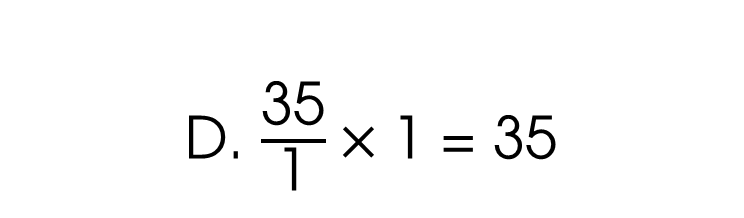 D. 35/1 × 1 = 35